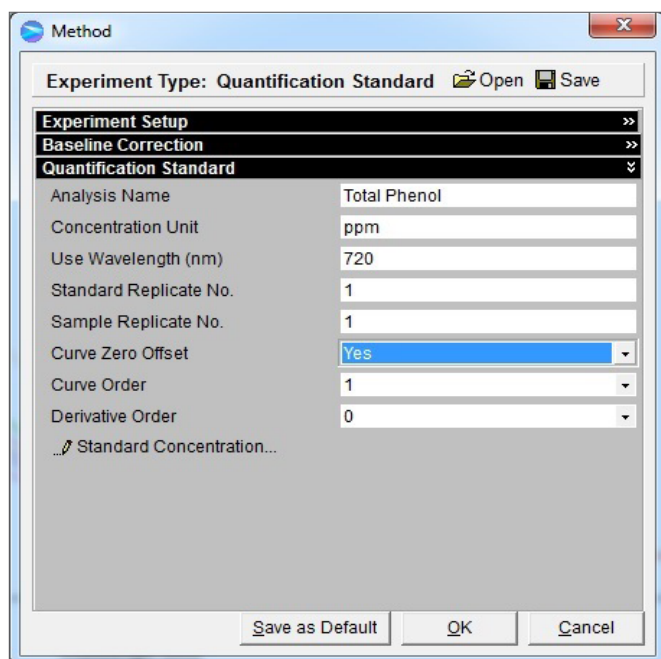 Method
Experiment Type: Quantification Standard Open Save
Experiment Setup
Baseline Correction
Quantification Standard
Analysis Name Total Phenol
Concentration Unit ppm
Use Wavelength (nm) 720
Standard Replicate No. 1
Sample Replicate No. 1
Curve Zero Offset Yes
Curve Order 1
Derivative Order 0
Standard Concentration...
Save as Default OK Cancel